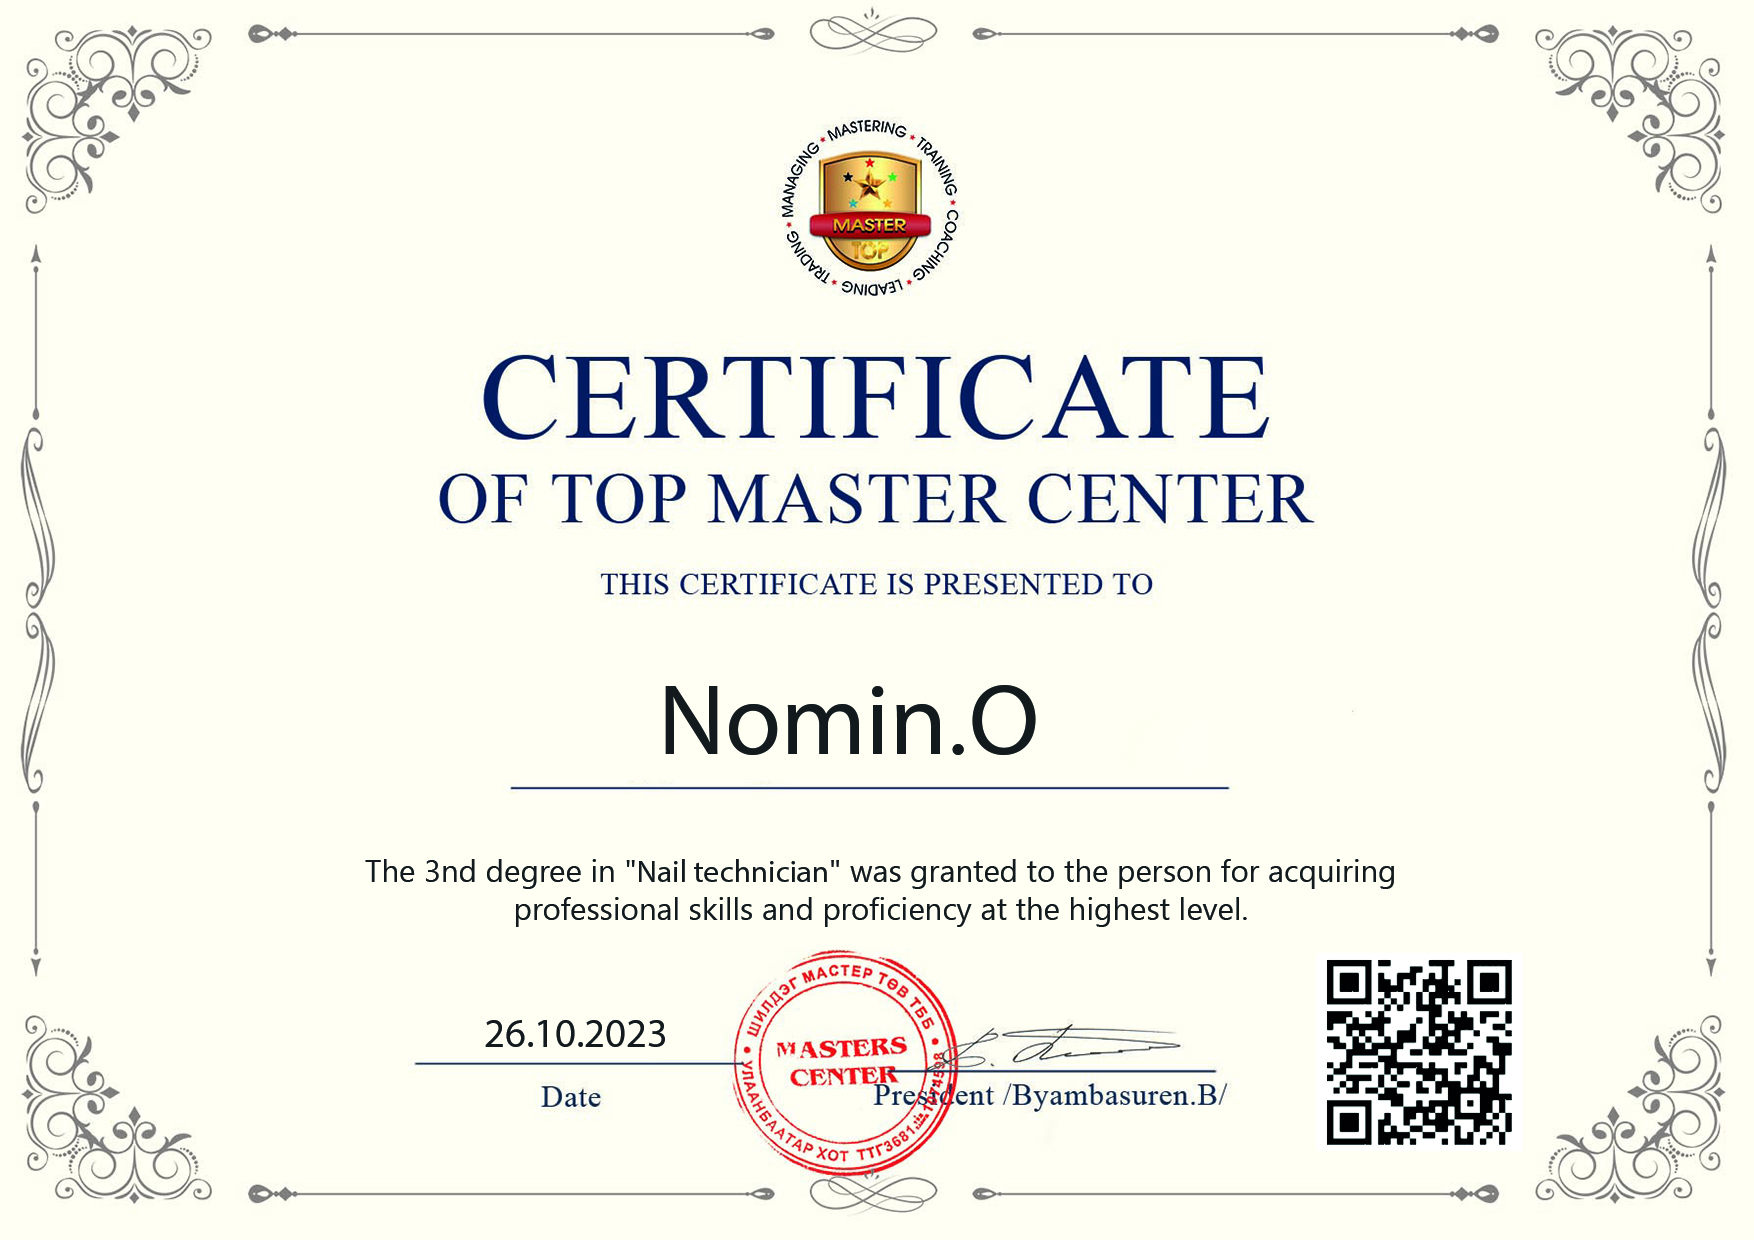 MANAGING * MASTERING * TRAINING * COACHING * LEADING * TRADING *
MASTER
TOP
CERTIFICATE
OF TOP MASTER CENTER
THIS CERTIFICATE IS PRESENTED TO
Nomin.O
The 3nd degree in "Nail technician" was granted to the person for acquiring
professional skills and proficiency at the highest level.
26.10.2023
Date
ШИЛДЭГ МАСТЕР ТӨВ ТББ
MASTERS
CENTER
УЛААНБААТАР ХОТ ТТГ3681
President /Byambasuren.B/